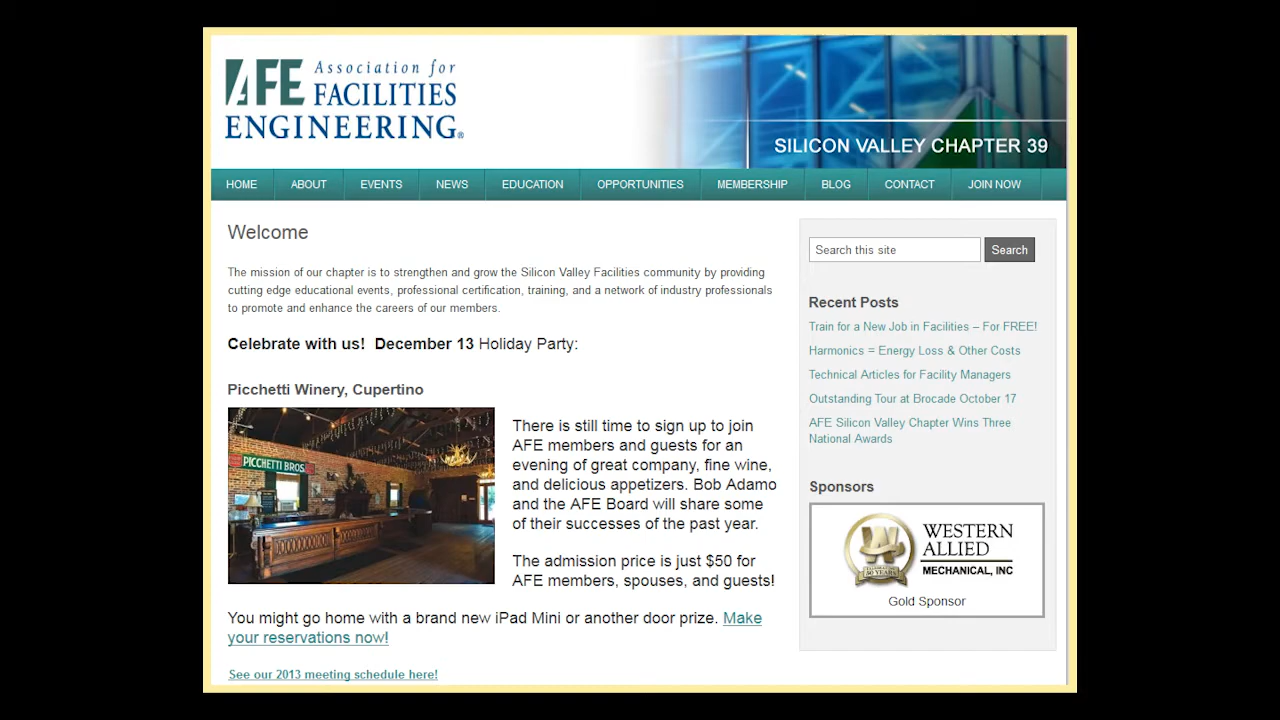 AFE Association for
FACILITIES
ENGINEERING®
SILICON VALLEY CHAPTER 39
HOME ABOUT EVENTS NEWS EDUCATION OPPORTUNITIES MEMBERSHIP BLOG CONTACT JOIN NOW
Welcome
The mission of our chapter is to strengthen and grow the Silicon Valley Facilities community by providing
cutting edge educational events, professional certification, training, and a network of industry professionals
to promote and enhance the careers of our members.
Celebrate with us! December 13 Holiday Party:
Picchetti Winery, Cupertino
PICCHETTI BROS.
There is still time to sign up to join
AFE members and guests for an
evening of great company, fine wine,
and delicious appetizers. Bob Adamo
and the AFE Board will share some
of their successes of the past year.
The admission price is just $50 for
AFE members, spouses, and guests!
You might go home with a brand new iPad Mini or another door prize. Make
your reservations now!
See our 2013 meeting schedule here!
Search this site Search
Recent Posts
Train for a New Job in Facilities – For FREE!
Harmonics = Energy Loss & Other Costs
Technical Articles for Facility Managers
Outstanding Tour at Brocade October 17
AFE Silicon Valley Chapter Wins Three
National Awards
Sponsors
WESTERN
ALLIED
MECHANICAL, INC
50 YEARS
Gold Sponsor